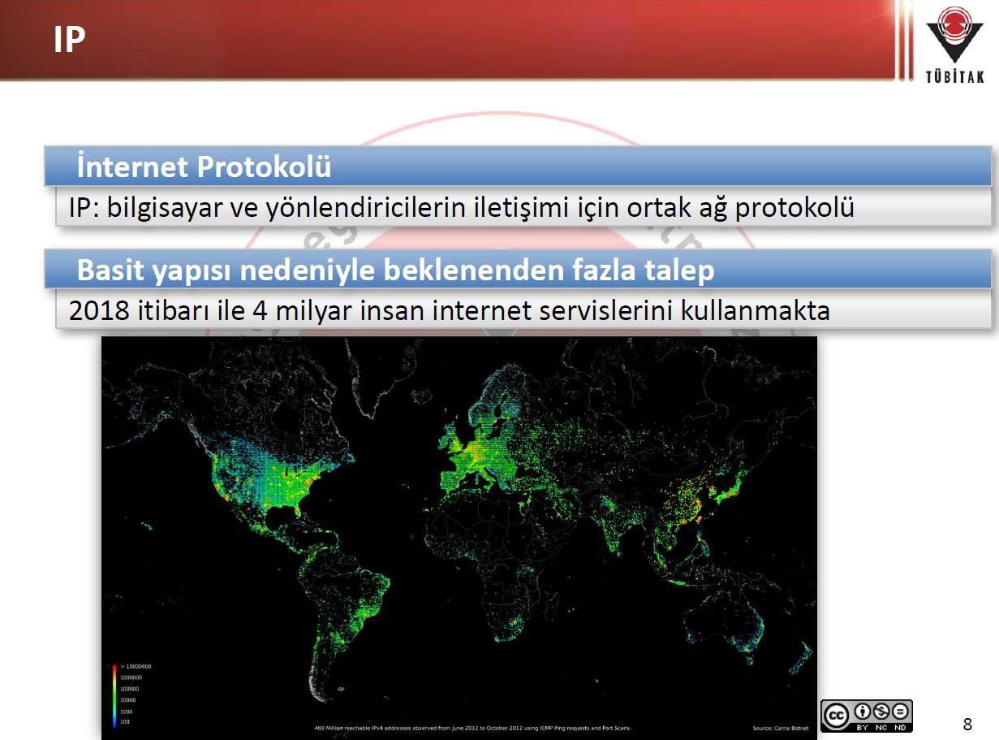 IP
TÜBİTAK
İnternet Protokolü
IP: bilgisayar ve yönlendiricilerin iletişimi için ortak ağ protokolü
Basit yapısı nedeniyle beklenenden fazla talep
2018 itibarı ile 4 milyar insan internet servislerini kullanmakta
> 10000000
1000000
100000
10000
1000
100
460 Million reachable IPv4 addresses observed from June 2012 to October 2012 using ICMP Ping requests and Port Scans.
Source: Carna Botnet
cc
BY NC ND
8